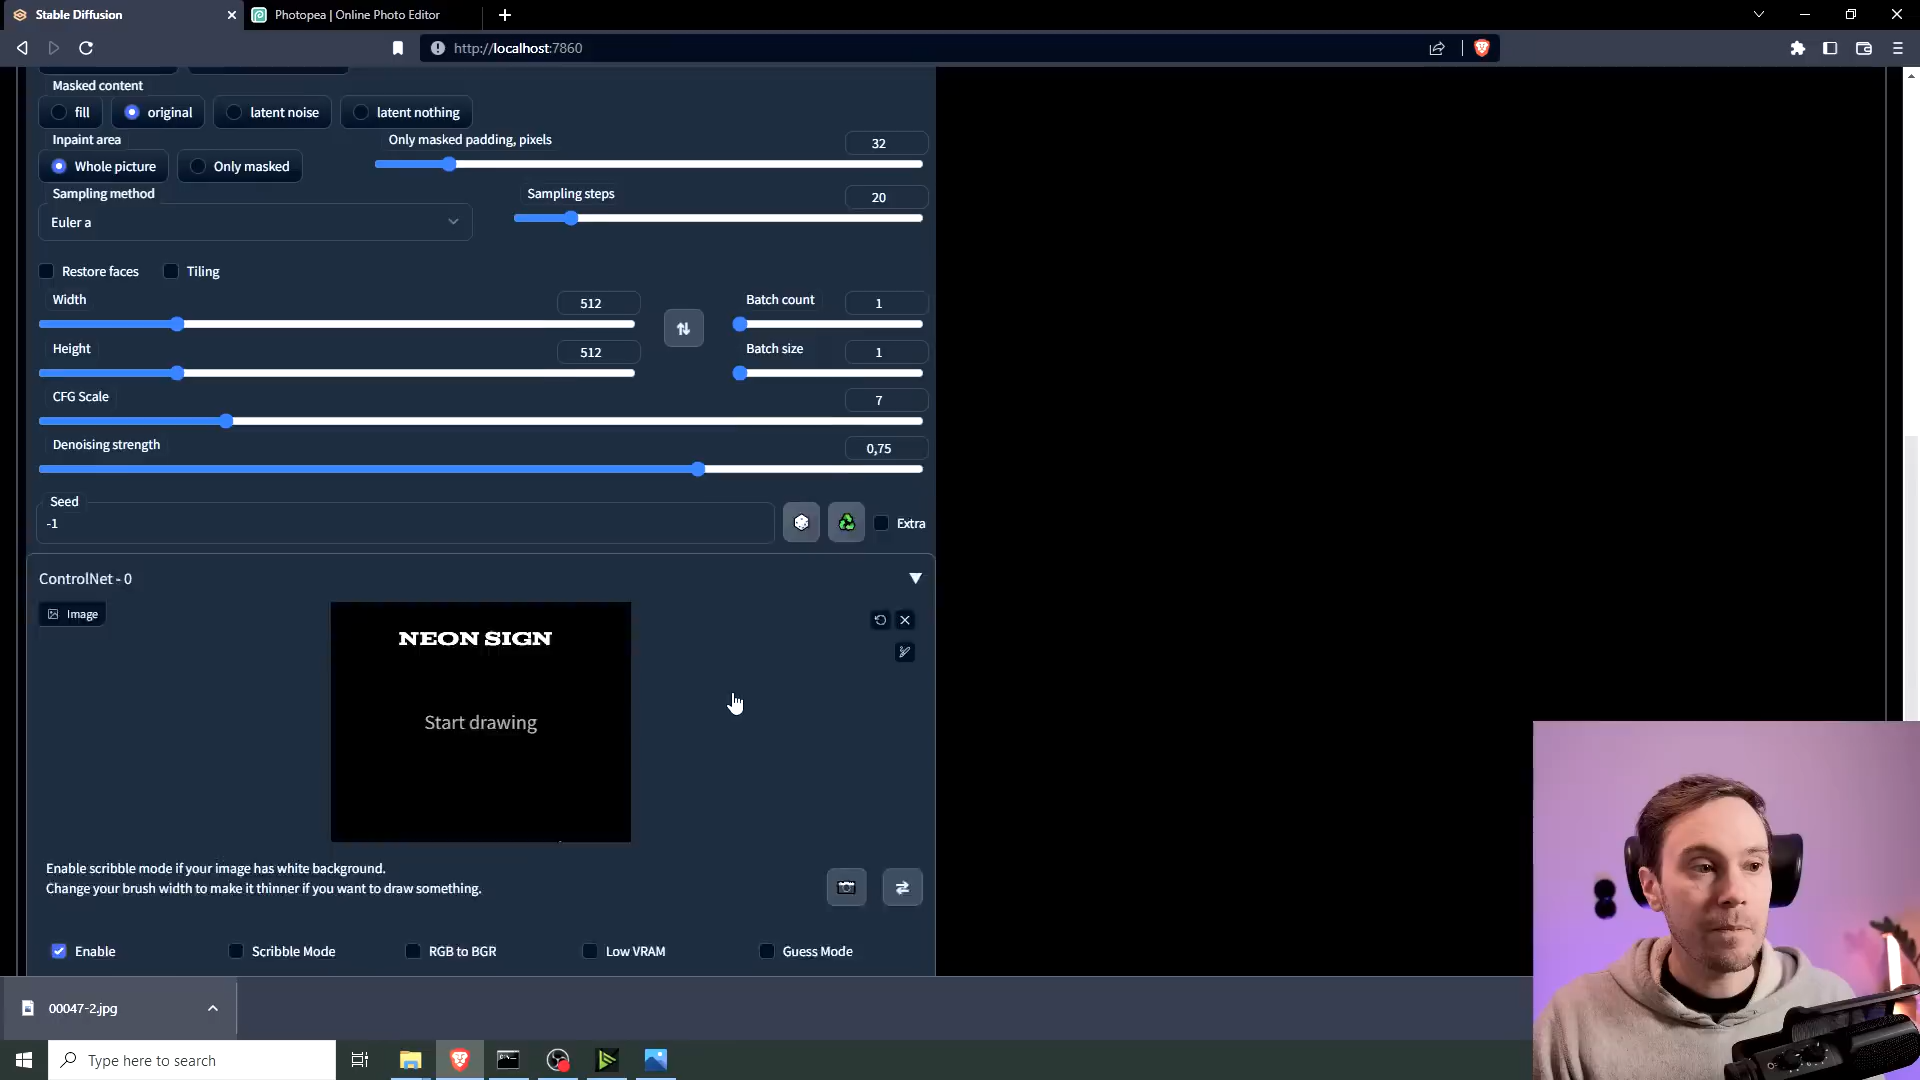 Stable Diffusion
Photopea | Online Photo Editor
http://localhost:7860
Masked content
fill original latent noise latent nothing
Inpaint area Only masked padding, pixels 32
Whole picture Only masked
Sampling method Sampling steps 20
Euler a
Restore faces Tiling
Width 512 Batch count 1
Height 512 Batch size 1
CFG Scale 7
Denoising strength 0,75
Seed
-1
Extra
ControlNet - 0
Image
NEON SIGN
Start drawing
Enable scribble mode if your image has white background.
Change your brush width to make it thinner if you want to draw something.
Enable Scribble Mode RGB to BGR Low VRAM Guess Mode
00047-2.jpg
Type here to search